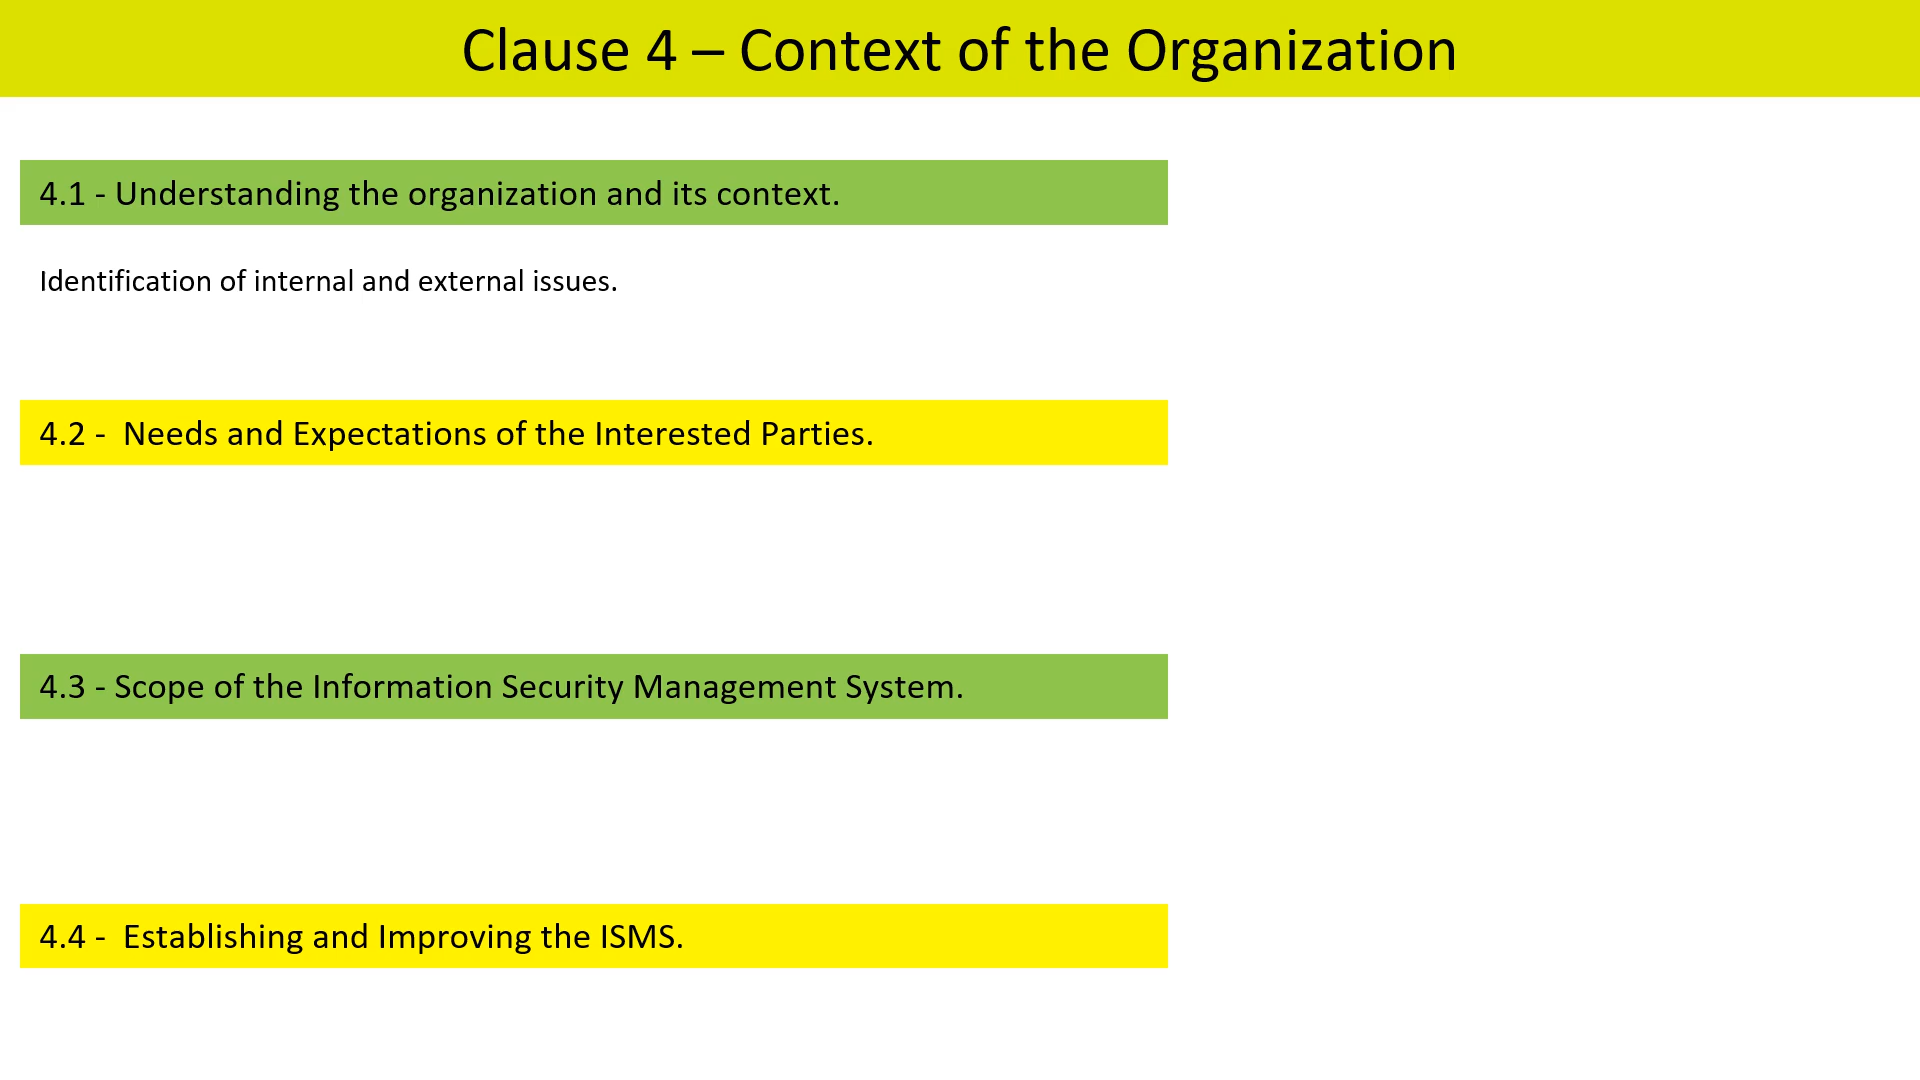 Clause 4 – Context of the Organization
4.1 - Understanding the organization and its context.
Identification of internal and external issues.
4.2 -  Needs and Expectations of the Interested Parties.
4.3 - Scope of the Information Security Management System.
4.4 -  Establishing and Improving the ISMS.